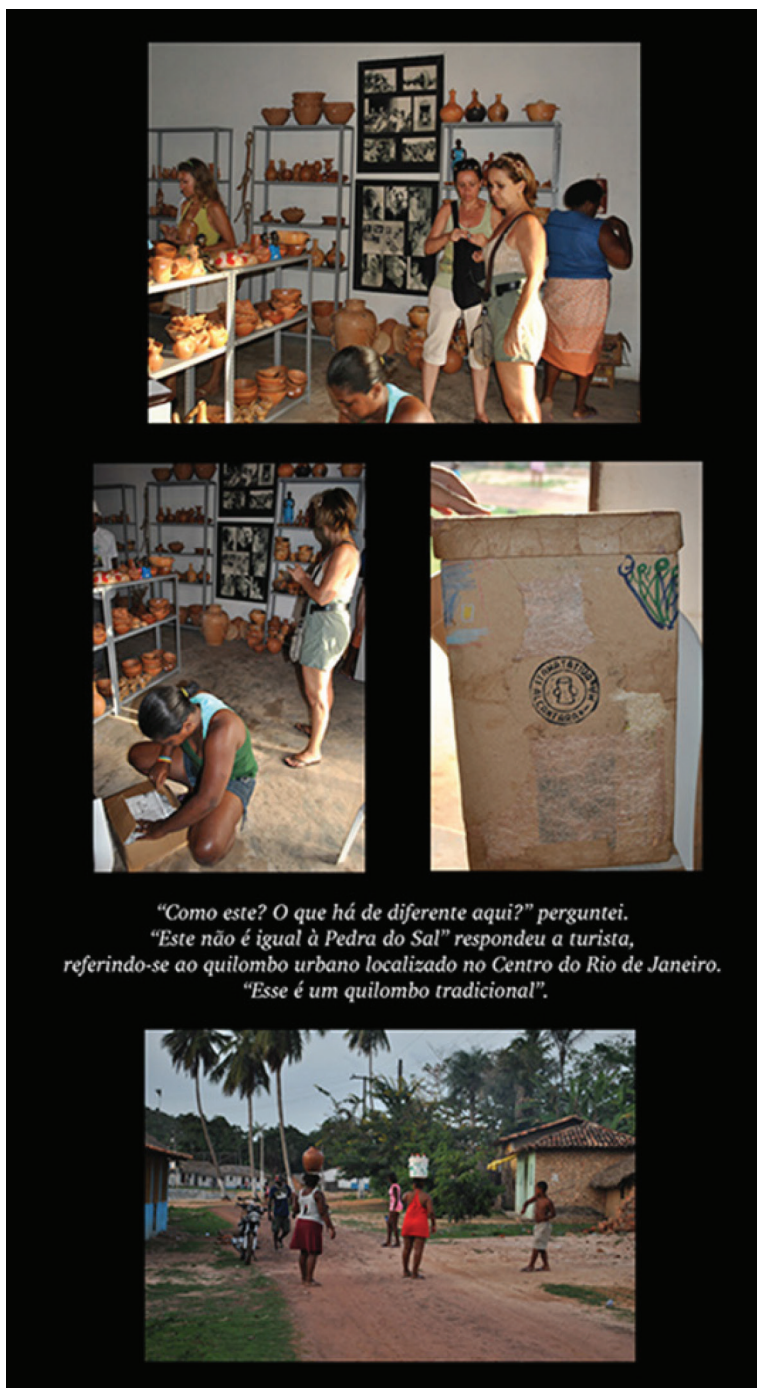 “Como este? O que há de diferente aqui?” perguntei.
“Este não é igual à Pedra do Sal” respondeu a turista,
referindo-se ao quilombo urbano localizado no Centro do Rio de Janeiro.
“Esse é um quilombo tradicional”.